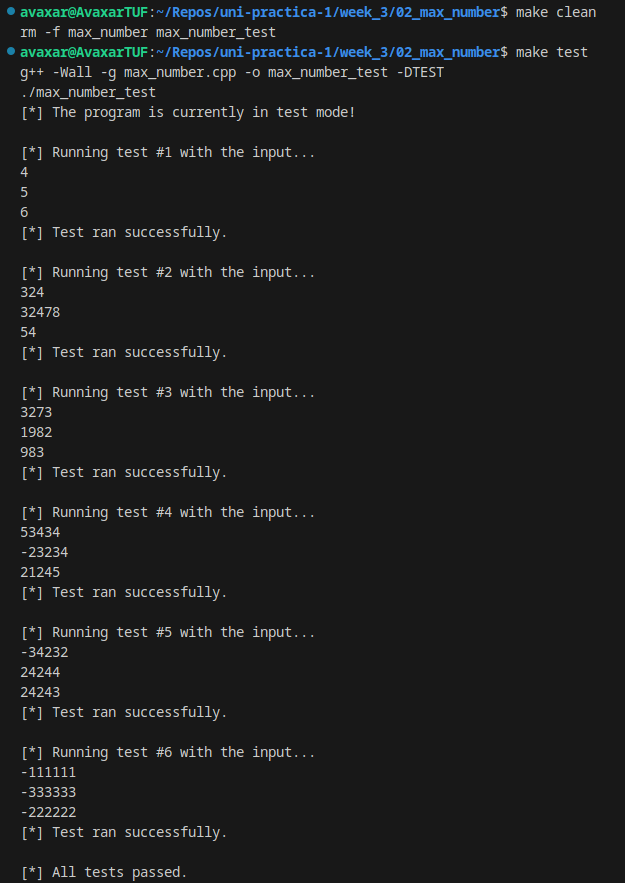 avaxar@AvaxarTUF:~/Repos/uni-practica-1/week_3/02_max_number$ make clean
rm -f max_number max_number_test
avaxar@AvaxarTUF:~/Repos/uni-practica-1/week_3/02_max_number$ make test
g++ -Wall -g max_number.cpp -o max_number_test -DTEST
./max_number_test
[*] The program is currently in test mode!

[*] Running test #1 with the input...
4
5
6
[*] Test ran successfully.

[*] Running test #2 with the input...
324
32478
54
[*] Test ran successfully.

[*] Running test #3 with the input...
3273
1982
983
[*] Test ran successfully.

[*] Running test #4 with the input...
53434
-23234
21245
[*] Test ran successfully.

[*] Running test #5 with the input...
-34232
24244
24243
[*] Test ran successfully.

[*] Running test #6 with the input...
-111111
-333333
-222222
[*] Test ran successfully.

[*] All tests passed.